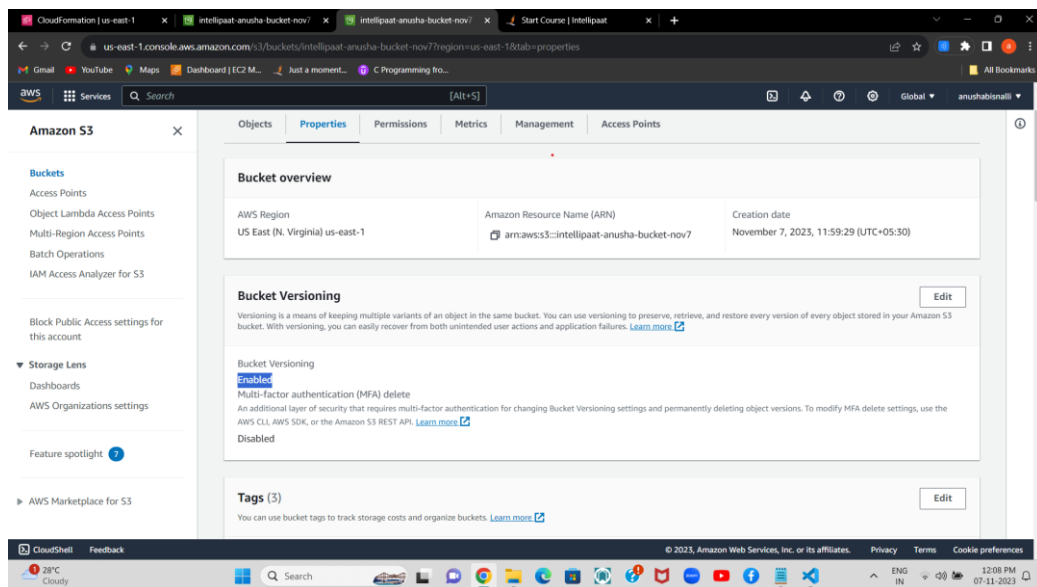 CloudFormation | us-east-1
intellipaat-anusha-bucket-nov7
intellipaat-anusha-bucket-nov7
Start Course | Intellipaat
us-east-1.console.aws.amazon.com/s3/buckets/intellipaat-anusha-bucket-nov7?region=us-east-1&tab=properties
Gmail
YouTube
Maps
Dashboard | EC2 M...
Just a moment...
C Programming fro...
All Bookmarks
aws
Services
Search
[Alt+S]
Global
anushabisnalli
Amazon S3
Buckets
Access Points
Object Lambda Access Points
Multi-Region Access Points
Batch Operations
IAM Access Analyzer for S3
Block Public Access settings for
this account
Storage Lens
Dashboards
AWS Organizations settings
Feature spotlight 7
AWS Marketplace for S3
Objects
Properties
Permissions
Metrics
Management
Access Points
Bucket overview
AWS Region
US East (N. Virginia) us-east-1
Amazon Resource Name (ARN)
arn:aws:s3:::intellipaat-anusha-bucket-nov7
Creation date
November 7, 2023, 11:59:29 (UTC+05:30)
Bucket Versioning
Edit
Versioning is a means of keeping multiple variants of an object in the same bucket. You can use versioning to preserve, retrieve, and restore every version of every object stored in your Amazon S3
bucket. With versioning, you can easily recover from both unintended user actions and application failures. Learn more
Bucket Versioning
Enabled
Multi-factor authentication (MFA) delete
An additional layer of security that requires multi-factor authentication for changing Bucket Versioning settings and permanently deleting object versions. To modify MFA delete settings, use the
AWS CLI, AWS SDK, or the Amazon S3 REST API. Learn more
Disabled
Tags (3)
Edit
You can use bucket tags to track storage costs and organize buckets. Learn more
CloudShell
Feedback
© 2023, Amazon Web Services, Inc. or its affiliates.
Privacy
Terms
Cookie preferences
28°C
Cloudy
Search
ENG
IN
12:08 PM
07-11-2023